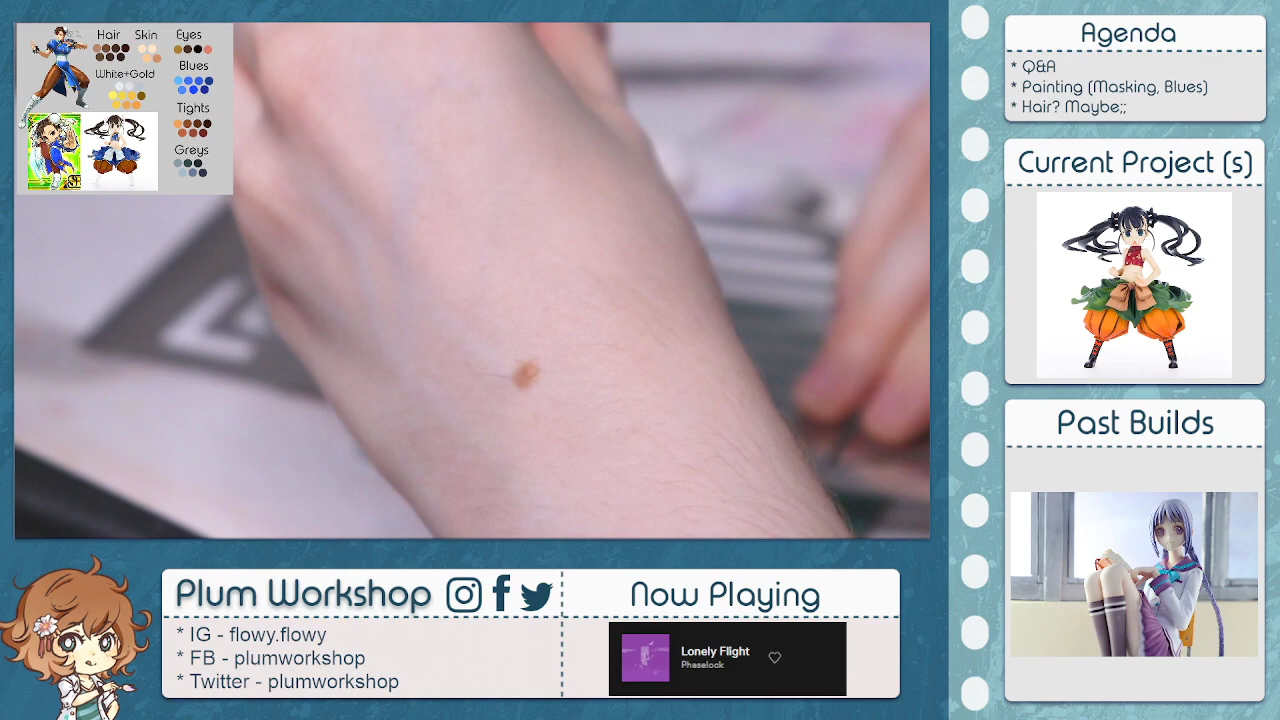 Hair Skin Eyes
White+Gold
Blues
Tights
Greys
Agenda
* Q&A
* Painting (Masking, Blues)
* Hair? Maybe;;
Current Project (s)
Past Builds
Plum Workshop
* IG - flowy.flowy
* FB - plumworkshop
* Twitter - plumworkshop
Now Playing
Lonely Flight
Phaselock